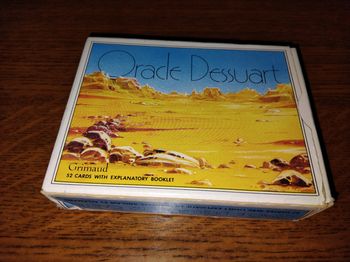 Oracle Dessuart
Grimaud
52 CARDS WITH EXPLANATORY BOOKLET